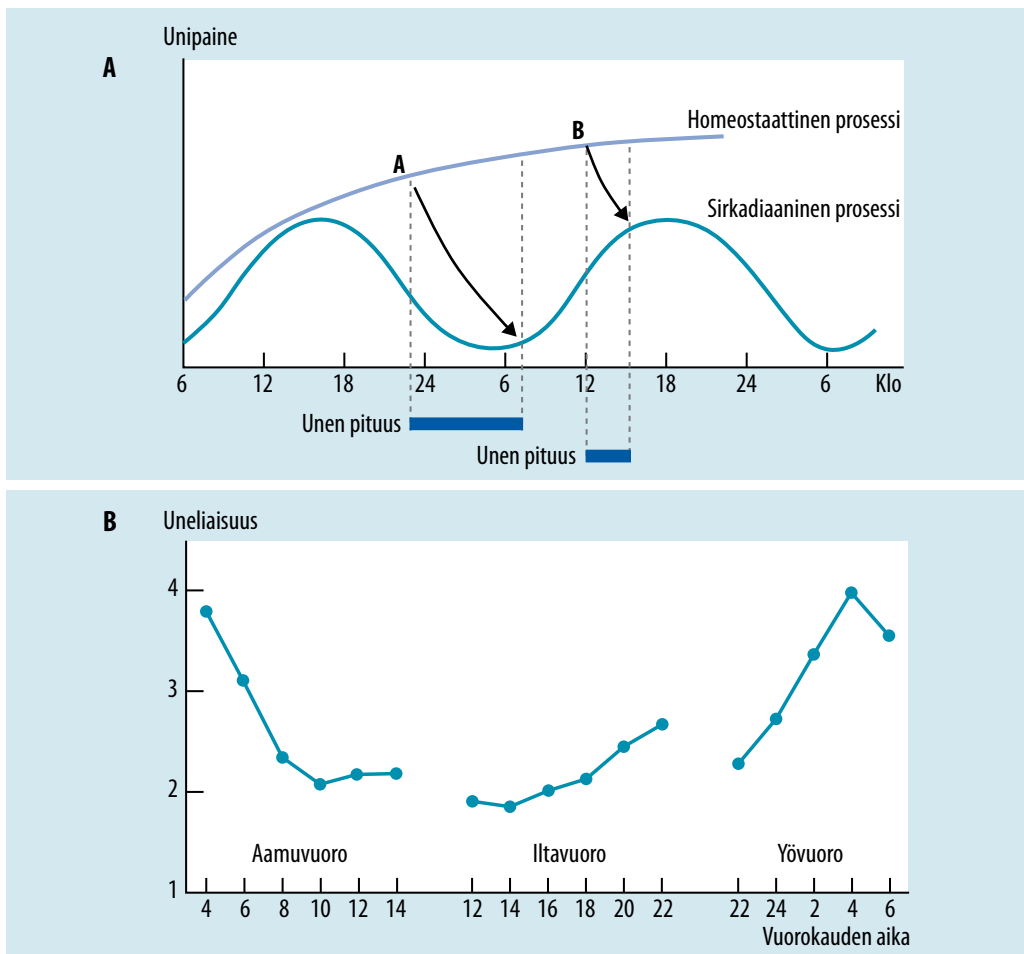 Unipaine
A
Homeostaattinen prosessi
B
A
Sirkadiaaninen prosessi
6 12 18 24 6 12 18 24 6 Klo
Unen pituus
Unen pituus
B Uneliaisuus
4
3
2
Aamuvuoro Iltavuoro Yövuoro
1
4 6 8 10 12 14 12 14 16 18 20 22 22 24 2 4 6
Vuorokauden aika